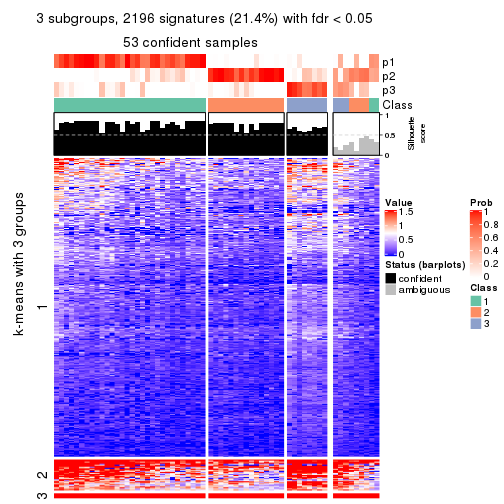 3 subgroups, 2196 signatures (21.4%) with fdr < 0.05
53 confident samples
p1
p2
p3
Class
1
0.5
0
Silhouette
score
k-means with 3 groups
1
2
3
Value
1.5
1
0.5
0
Status (barplots)
confident
ambiguous
Prob
1
0.8
0.6
0.4
0.2
0
Class
1
2
3